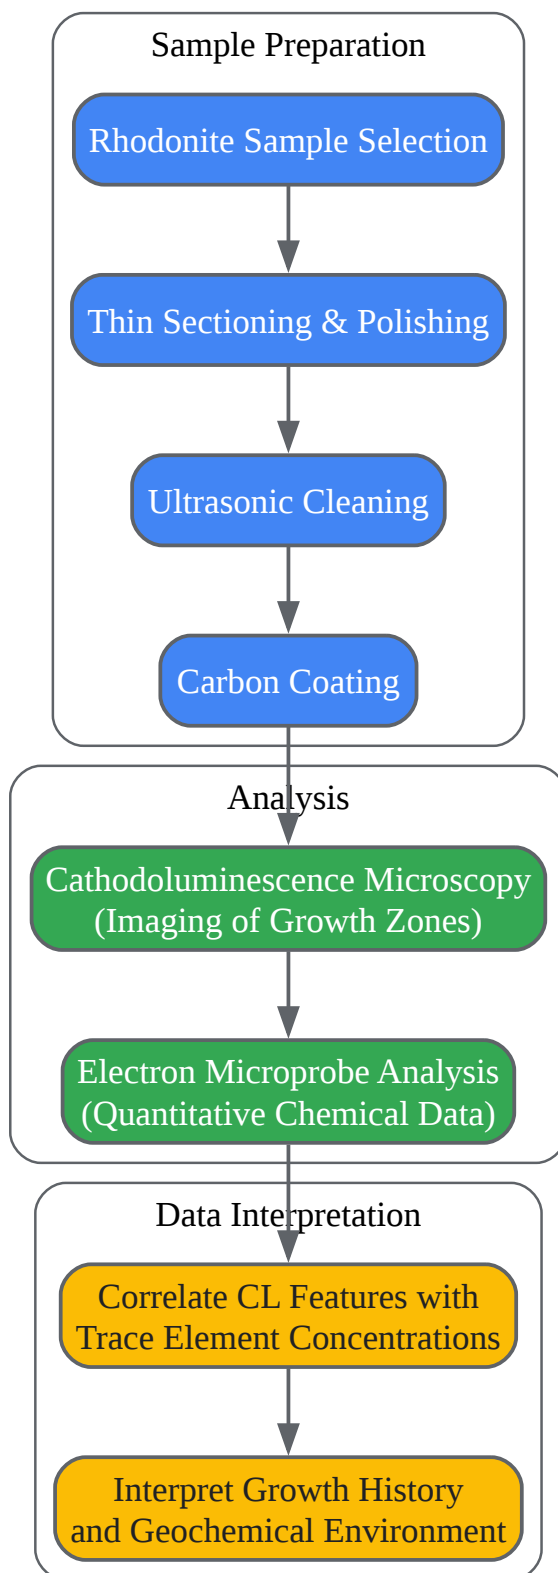 Sample Preparation
Rhodonite Sample Selection
Thin Sectioning & Polishing
Ultrasonic Cleaning
Carbon Coating
Analysis
Cathodoluminescence Microscopy
(Imaging of Growth Zones)
Electron Microprobe Analysis
(Quantitative Chemical Data)
Data Interpretation
Correlate CL Features with
Trace Element Concentrations
Interpret Growth History
and Geochemical Environment